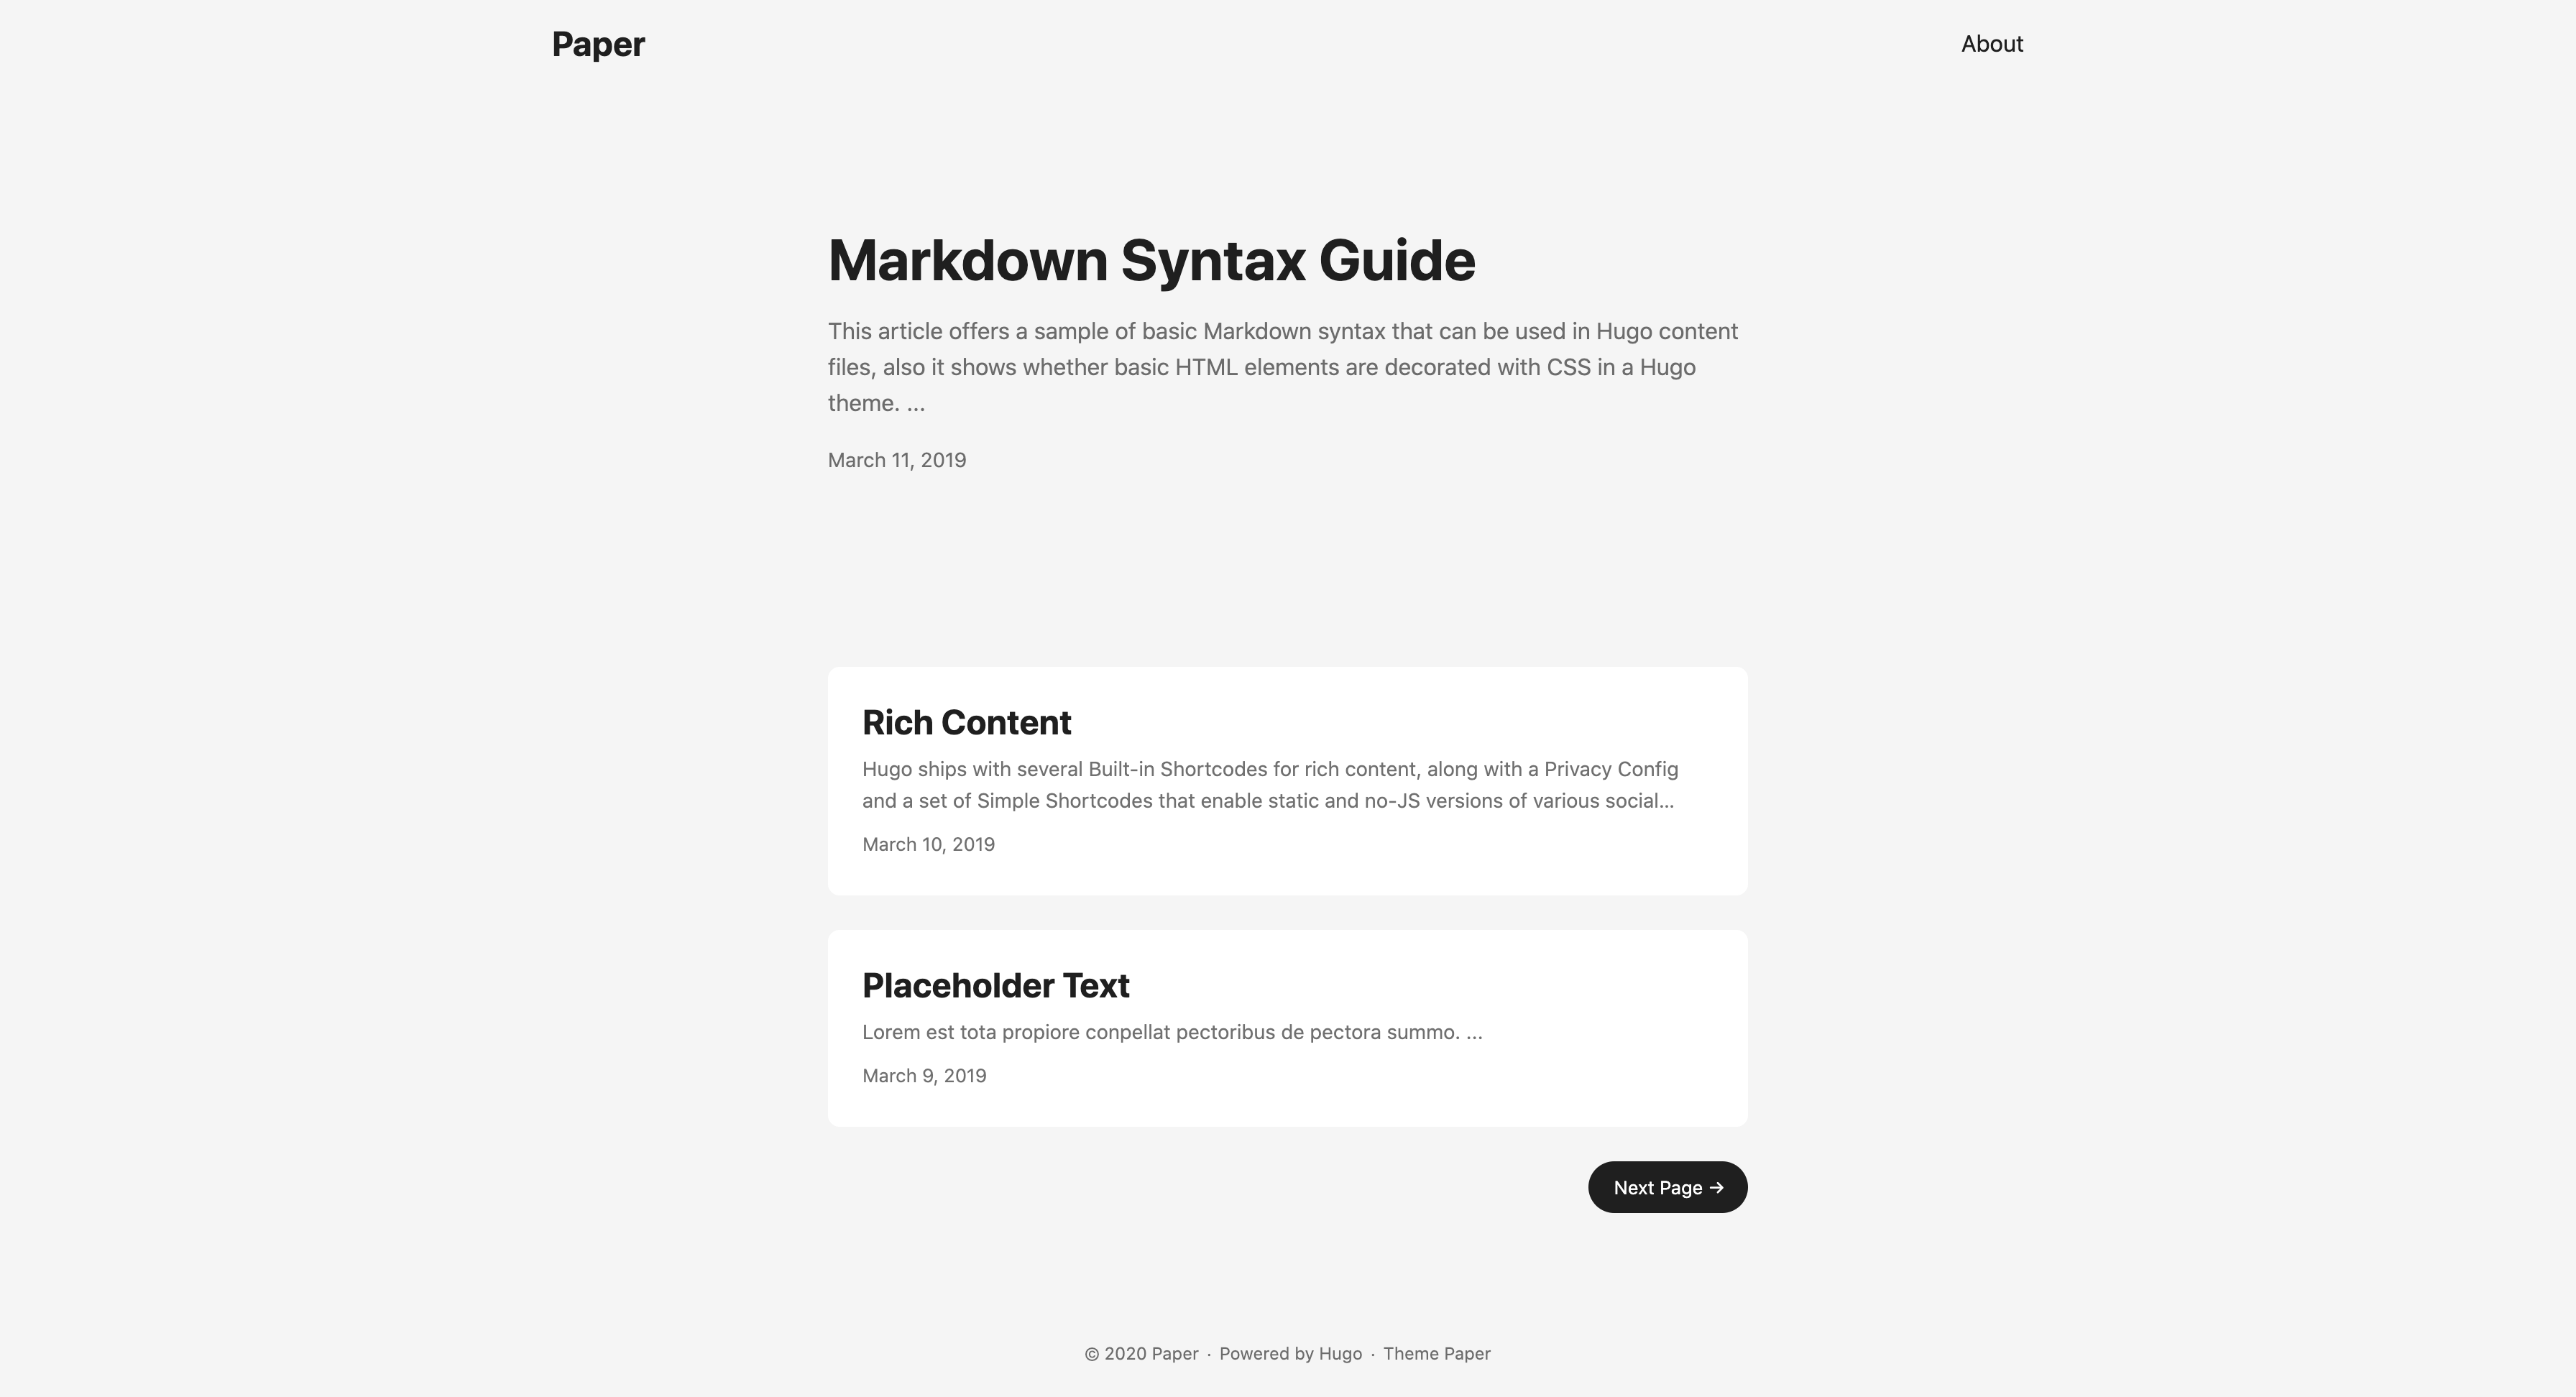 Paper
About
Markdown Syntax Guide
This article offers a sample of basic Markdown syntax that can be used in Hugo content
files, also it shows whether basic HTML elements are decorated with CSS in a Hugo
theme. ...
March 11, 2019
Rich Content
Hugo ships with several Built-in Shortcodes for rich content, along with a Privacy Config
and a set of Simple Shortcodes that enable static and no-JS versions of various social...
March 10, 2019
Placeholder Text
Lorem est tota propiore conpellat pectoribus de pectora summo. ...
March 9, 2019
Next Page →
© 2020 Paper · Powered by Hugo · Theme Paper